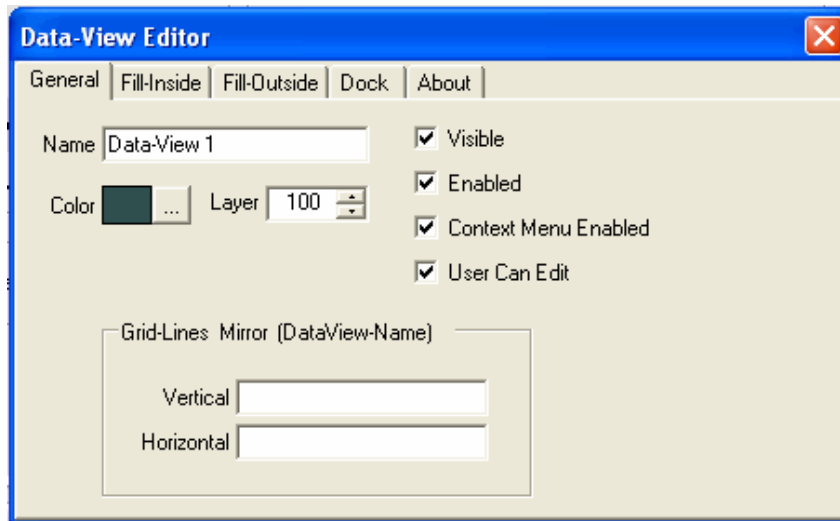 Data-View Editor
General Fill-Inside Fill-Outside Dock About
Name Data-View 1
Color ... Layer 100
Visible
Enabled
Context Menu Enabled
User Can Edit
Grid-Lines Mirror (DataView-Name)
Vertical
Horizontal